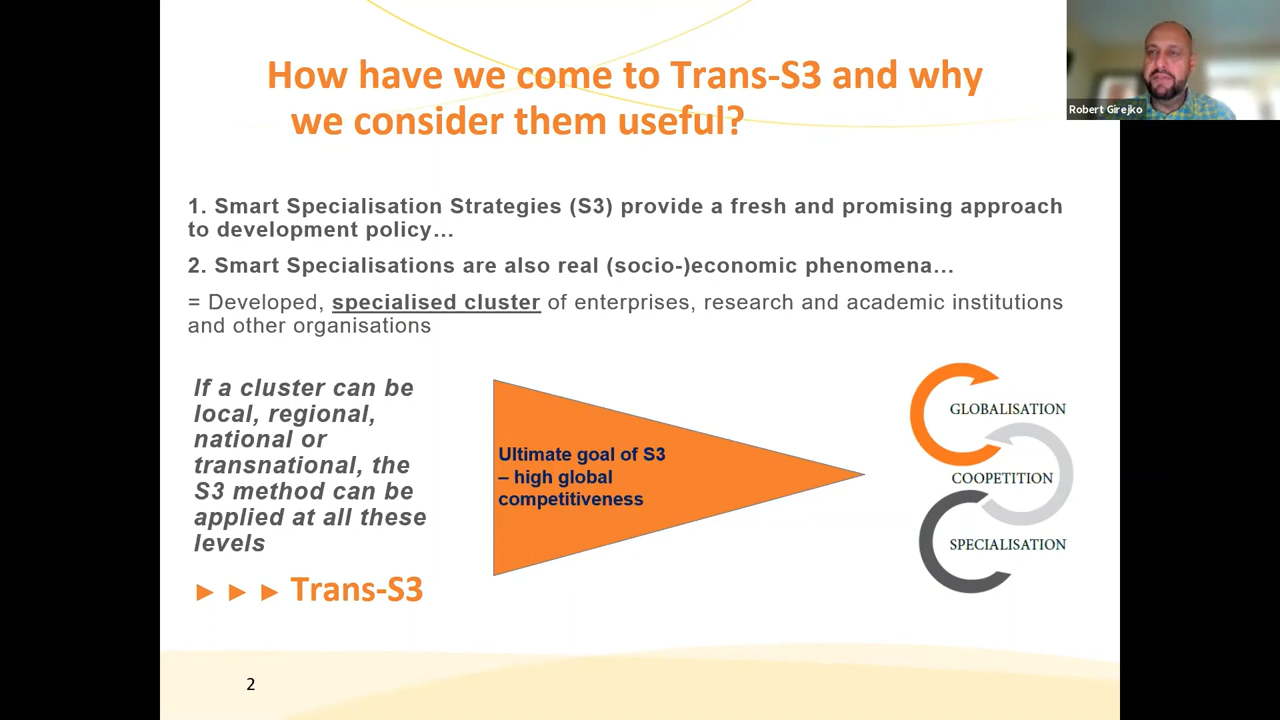 How have we come to Trans-S3 and why
we consider them useful?
Robert Girejko
1. Smart Specialisation Strategies (S3) provide a fresh and promising approach
to development policy…
2. Smart Specialisations are also real (socio-)economic phenomena…
= Developed, specialised cluster of enterprises, research and academic institutions
and other organisations
If a cluster can be
local, regional,
national or
transnational, the
S3 method can be
applied at all these
levels
► ► ► Trans-S3
Ultimate goal of S3
– high global
competitiveness
GLOBALISATION
COOPETITION
SPECIALISATION
2